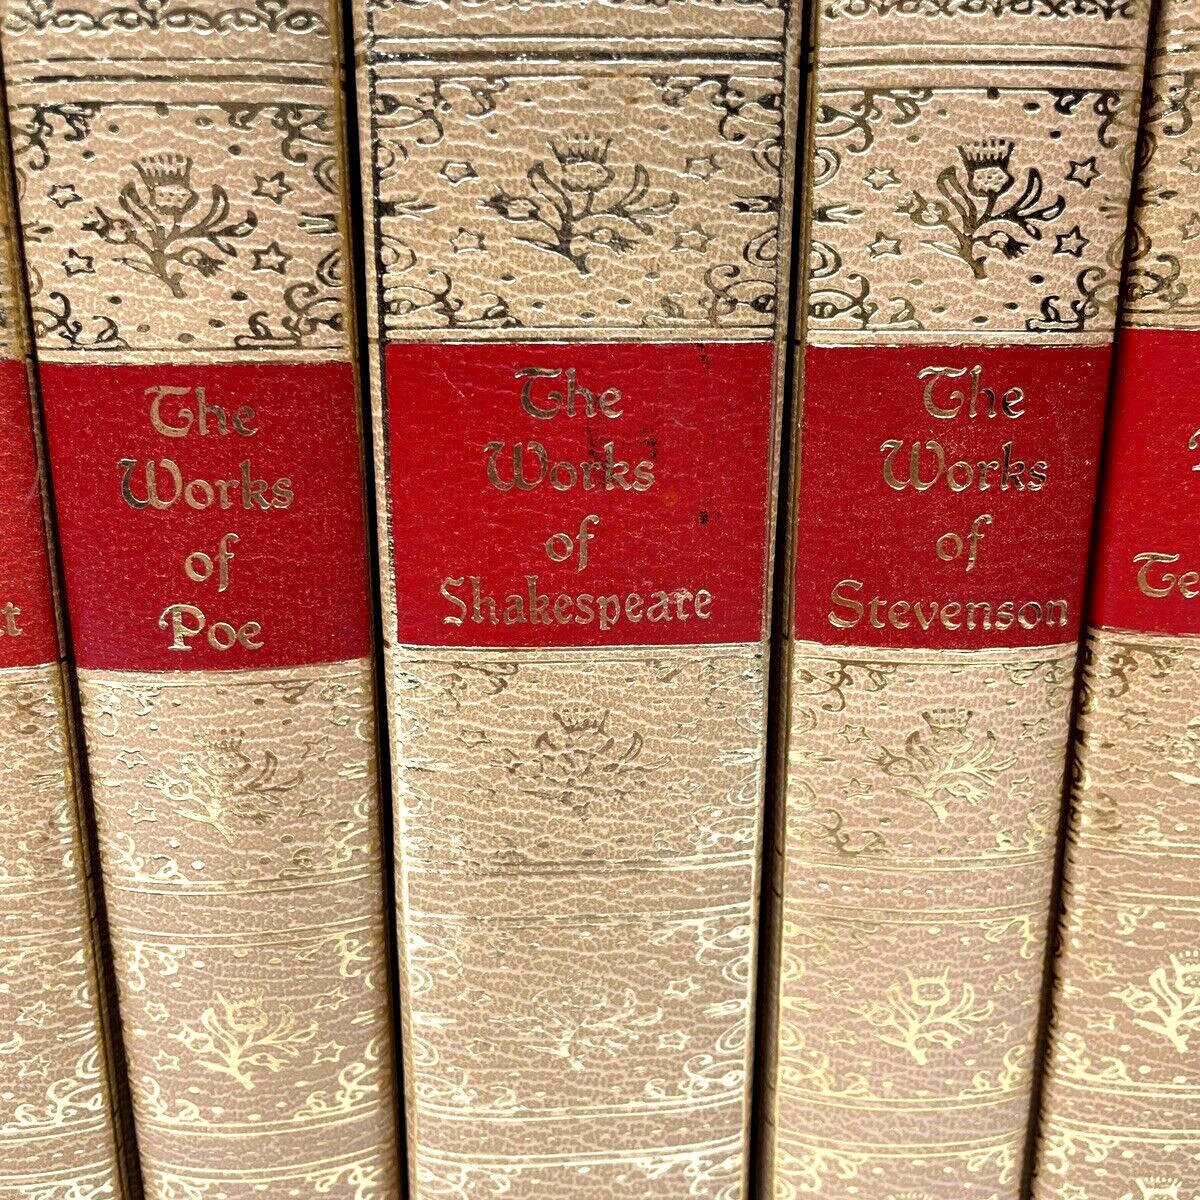 The
Works
of
Poe
The
Works
of
Shakespeare
The
Works
of
Stevenson